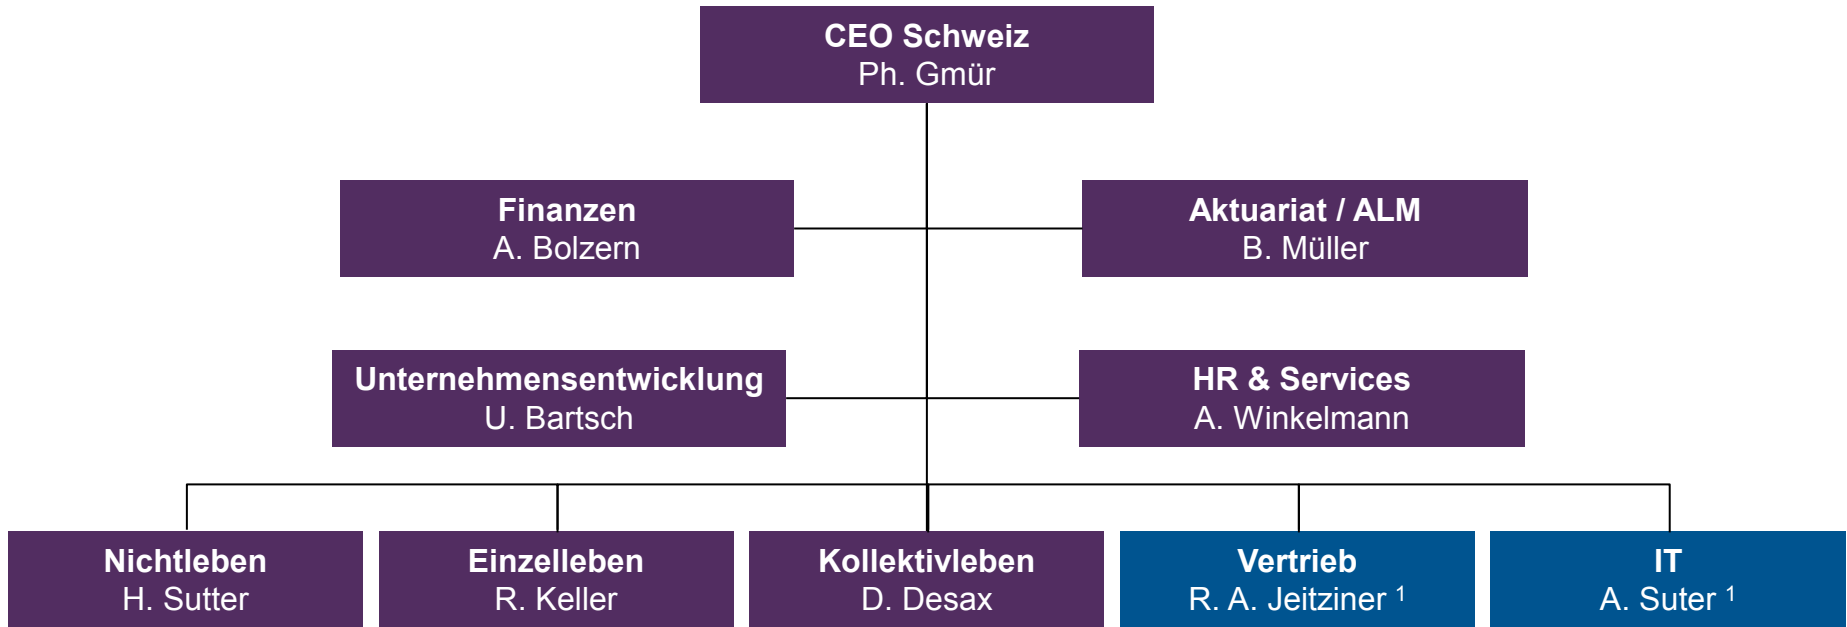 CEO Schweiz
Ph. Gmür
Finanzen
A. Bolzern
Aktuariat / ALM
B. Müller
Unternehmensentwicklung
U. Bartsch
HR & Services
A. Winkelmann
Nichtleben
H. Sutter
Einzelleben
R. Keller
Kollektivleben
D. Desax
Vertrieb
R. A. Jeitziner ¹
IT
A. Suter ¹